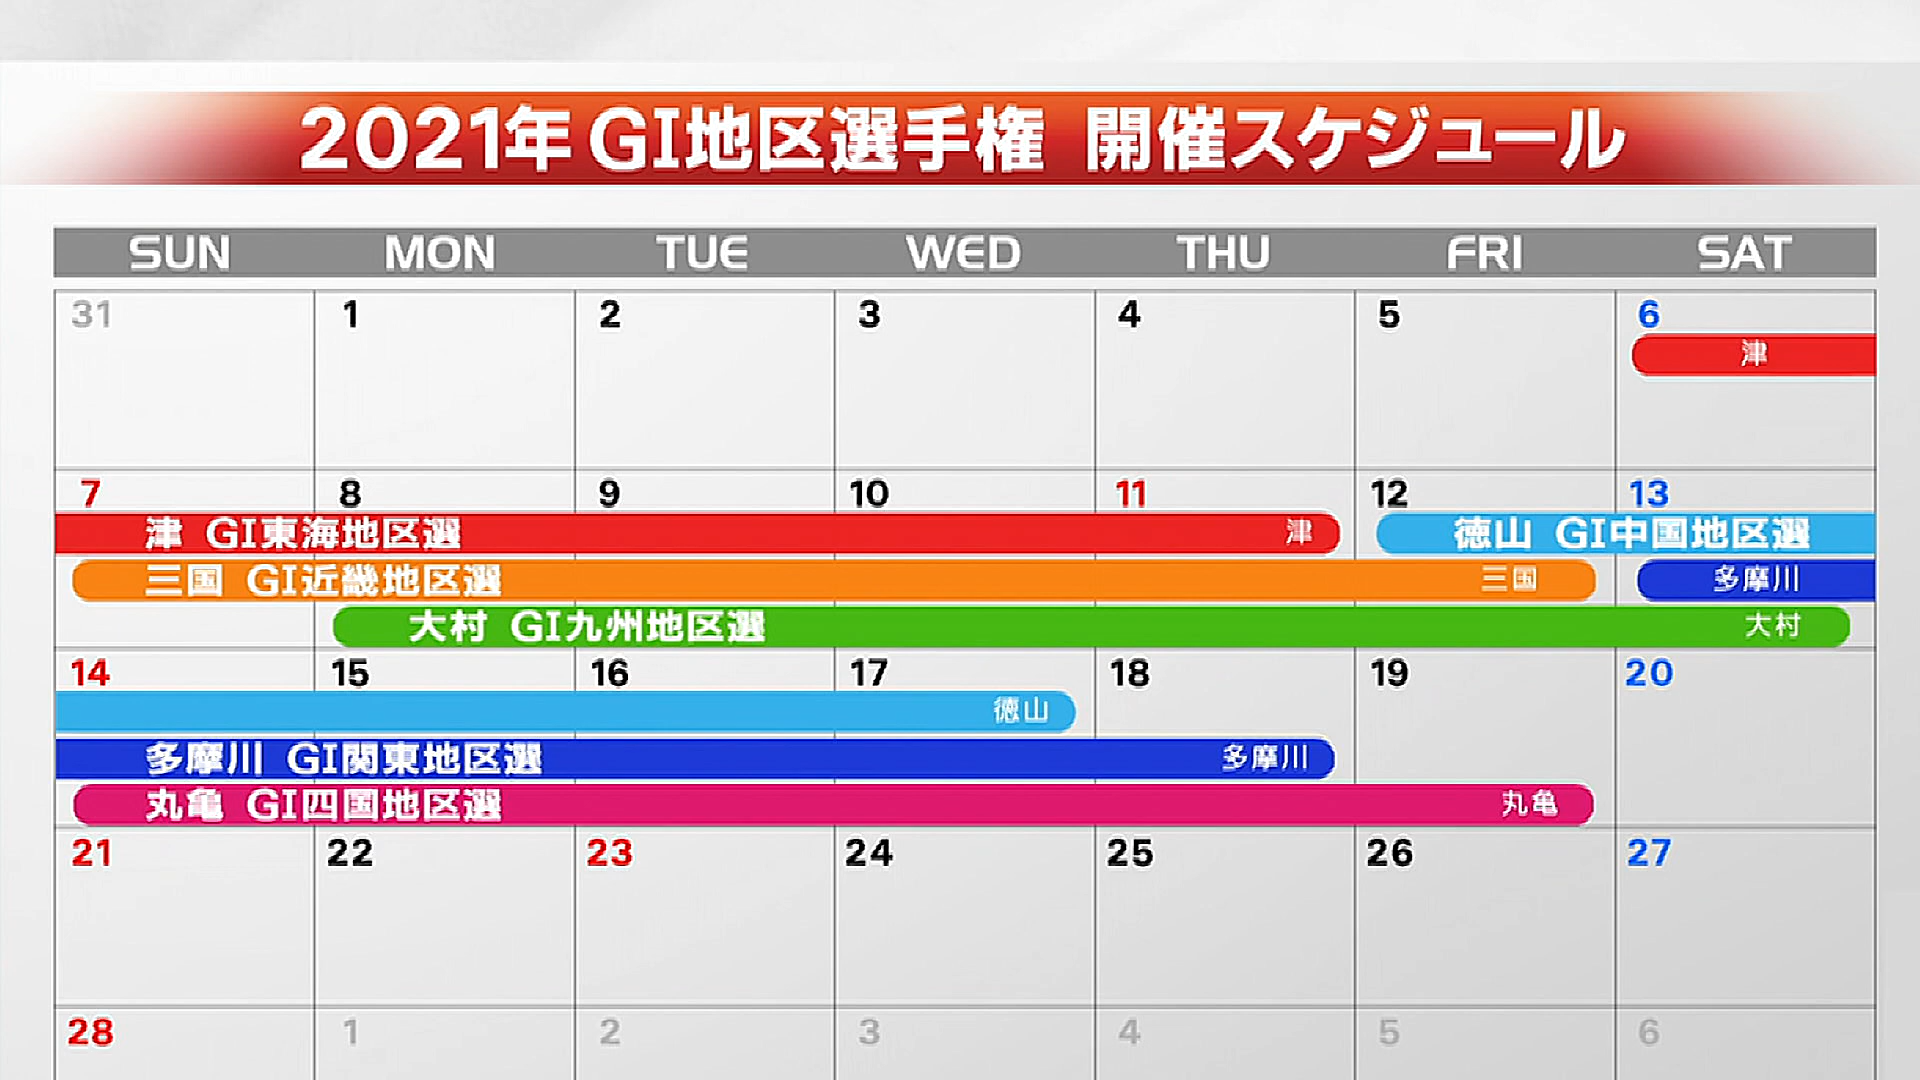 2021年 GI地区選手権 開催スケジュール
SUN MON TUE WED THU FRI SAT
31 1 2 3 4 5 6
津
7 8 9 10 11 12 13
津 GI東海地区選 津 徳山 GI中国地区選
三国 GI近畿地区選 三国 多摩川
大村 GI九州地区選 大村
14 15 16 17 18 19 20
徳山
多摩川 GI関東地区選 多摩川
丸亀 GI四国地区選 丸亀
21 22 23 24 25 26 27
28 1 2 3 4 5 6